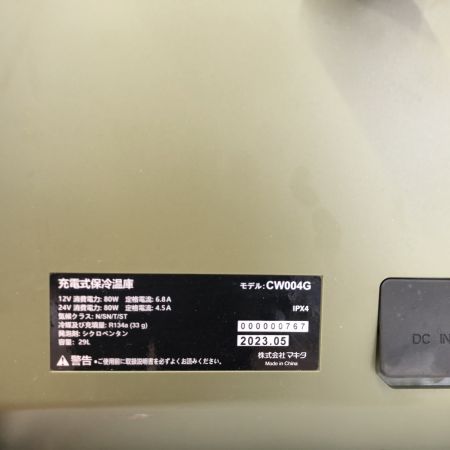 充電式保冷温庫
モデル: CW004G
12V 消費電力: 80W 定格電流: 6.8A
24V 消費電力: 80W 定格電流: 4.5A
IPX4
気候クラス: N/SN/T/ST
冷媒及び充填量: R134a (33 g)
000000767
発泡剤: シクロペンタン
2023.05
容量: 29L
株式会社マキタ
警告 •ご使用前に取扱説明書を必ずよくお読みください。
Made in China
DC IN